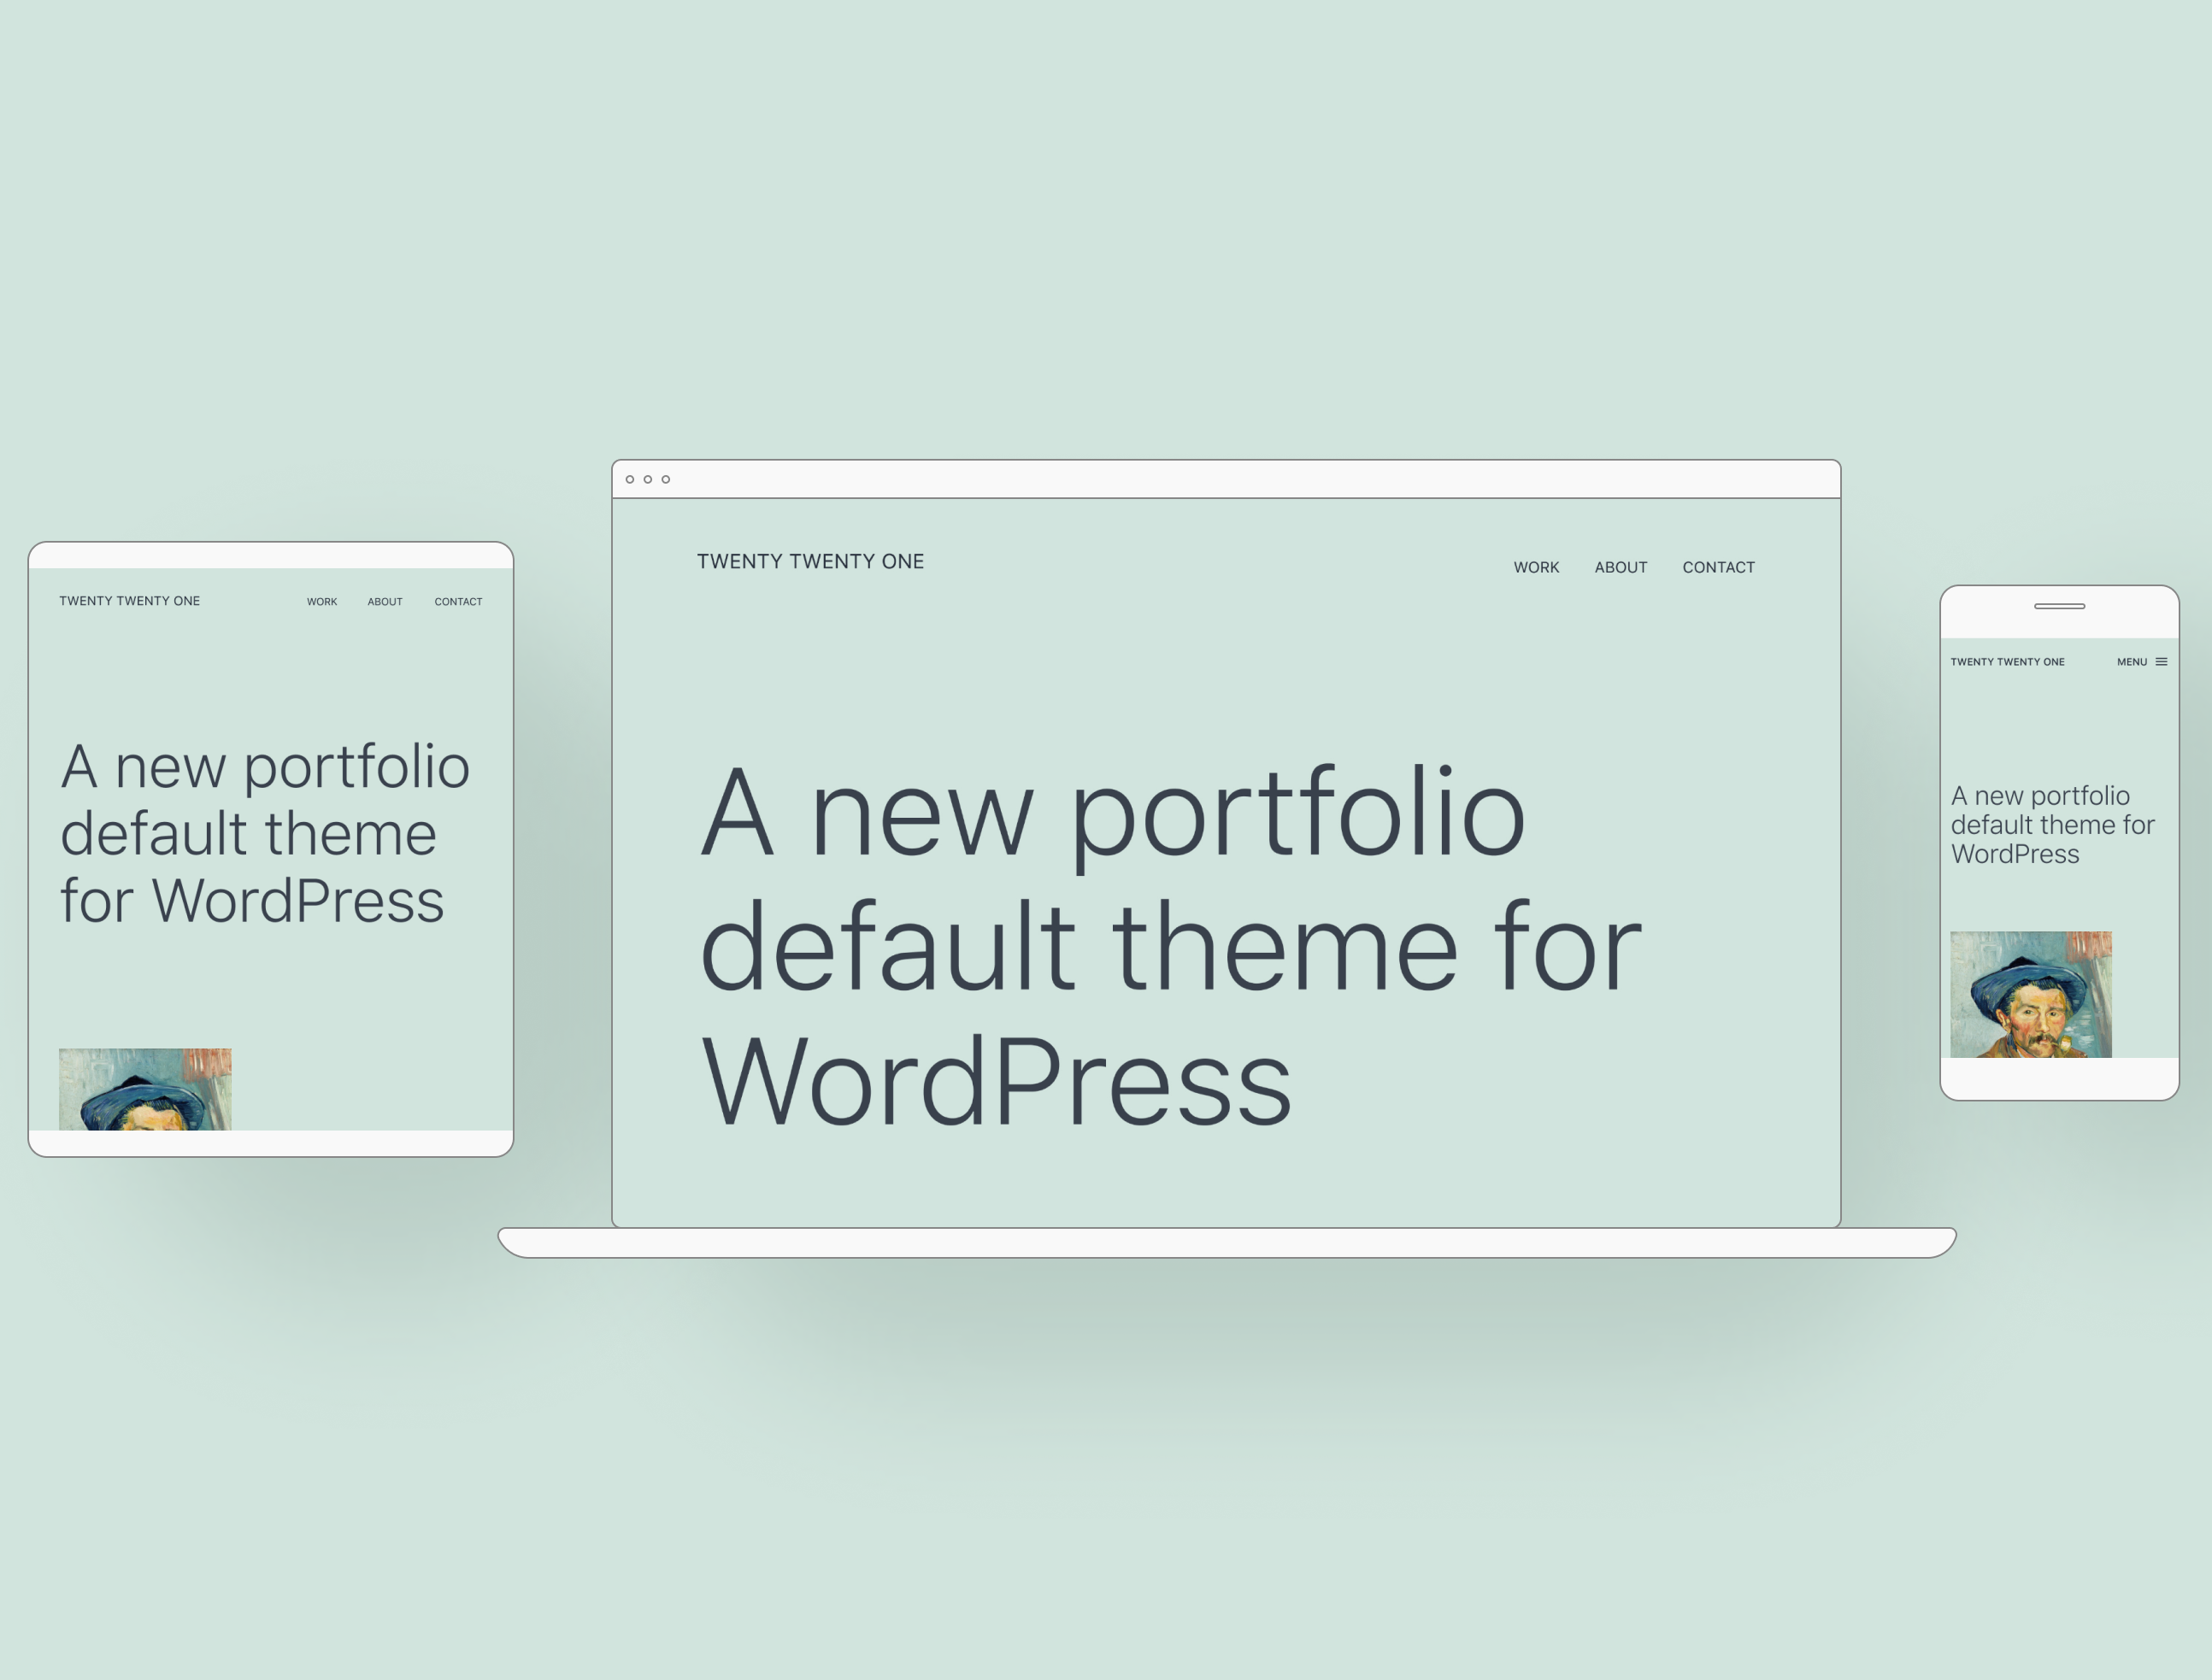 TWENTY TWENTY ONE
WORK ABOUT CONTACT
A new portfolio
default theme
for WordPress
TWENTY TWENTY ONE
WORK ABOUT CONTACT
A new portfolio
default theme for
WordPress
TWENTY TWENTY ONE
MENU
A new portfolio
default theme for
WordPress